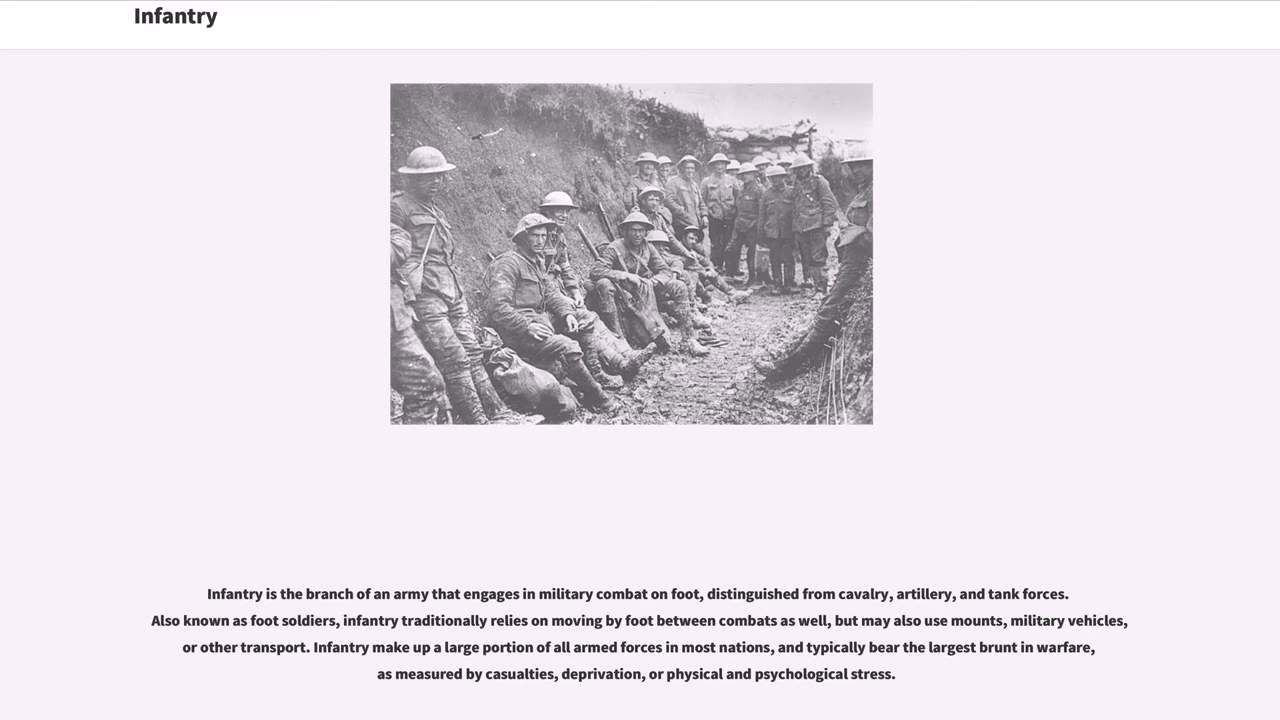 Infantry
Infantry is the branch of an army that engages in military combat on foot, distinguished from cavalry, artillery, and tank forces.
Also known as foot soldiers, infantry traditionally relies on moving by foot between combats as well, but may also use mounts, military vehicles,
or other transport. Infantry make up a large portion of all armed forces in most nations, and typically bear the largest brunt in warfare,
as measured by casualties, deprivation, or physical and psychological stress.